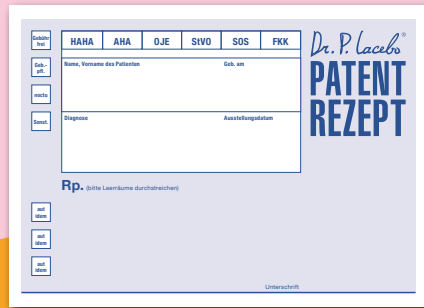 Gebühr
frei
Geb.-
pfl.
noctu
Sonst.
HAHA AHA OJE StVO SOS FKK
Name, Vorname des Patienten Geb. am
Diagnose Ausstellungsdatum
Dr. P. Lacebo®
PATENT
REZEPT
Rp. (bitte Leerräume durchstreichen)
aut
idem
aut
idem
aut
idem
Unterschrift